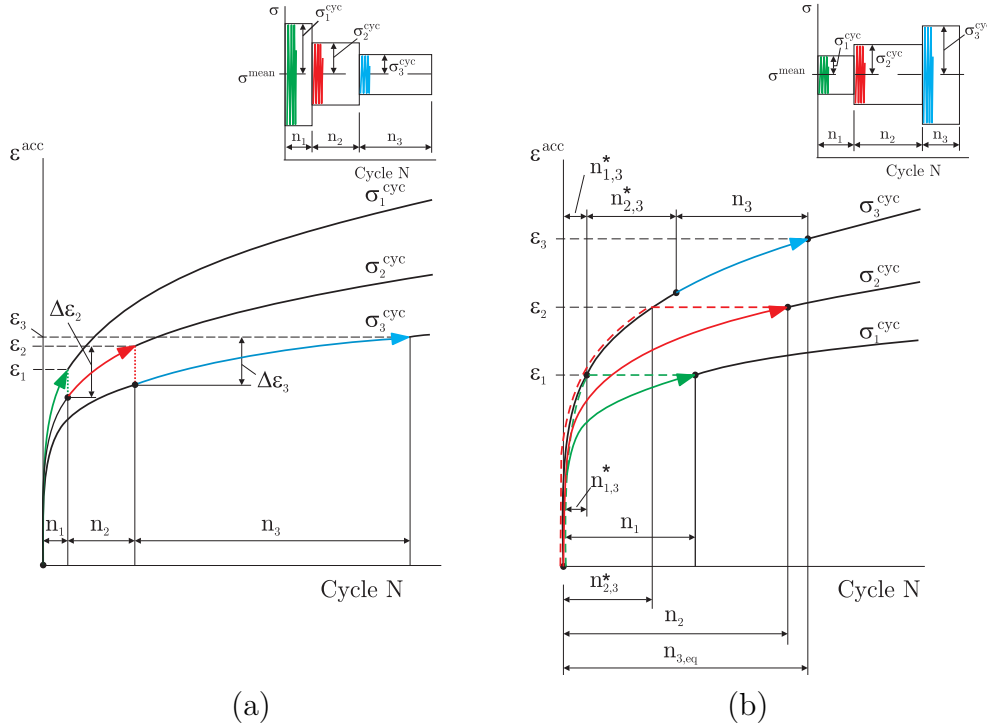 σ
σ₁ᶜʸᶜ
σ₂ᶜʸᶜ
σ₃ᶜʸᶜ
σᵐᵉᵃⁿ
n₁ n₂ n₃
Cycle N
εᵃᶜᶜ
σ₁ᶜʸᶜ
σ₂ᶜʸᶜ
σ₃ᶜʸᶜ
Δε₂
ε₃
ε₂
ε₁
Δε₃
n₁ n₂ n₃
Cycle N
(a)
σ
σ₁ᶜʸᶜ
σ₂ᶜʸᶜ
σ₃ᶜʸᶜ
σᵐᵉᵃⁿ
n₁ n₂ n₃
Cycle N
εᵃᶜᶜ
n*₁,₃
n*₂,₃
n₃
σ₃ᶜʸᶜ
ε₃
σ₂ᶜʸᶜ
ε₂
σ₁ᶜʸᶜ
ε₁
n*₁,₃
n₁
Cycle N
n*₂,₃
n₂
n₃,eq
(b)